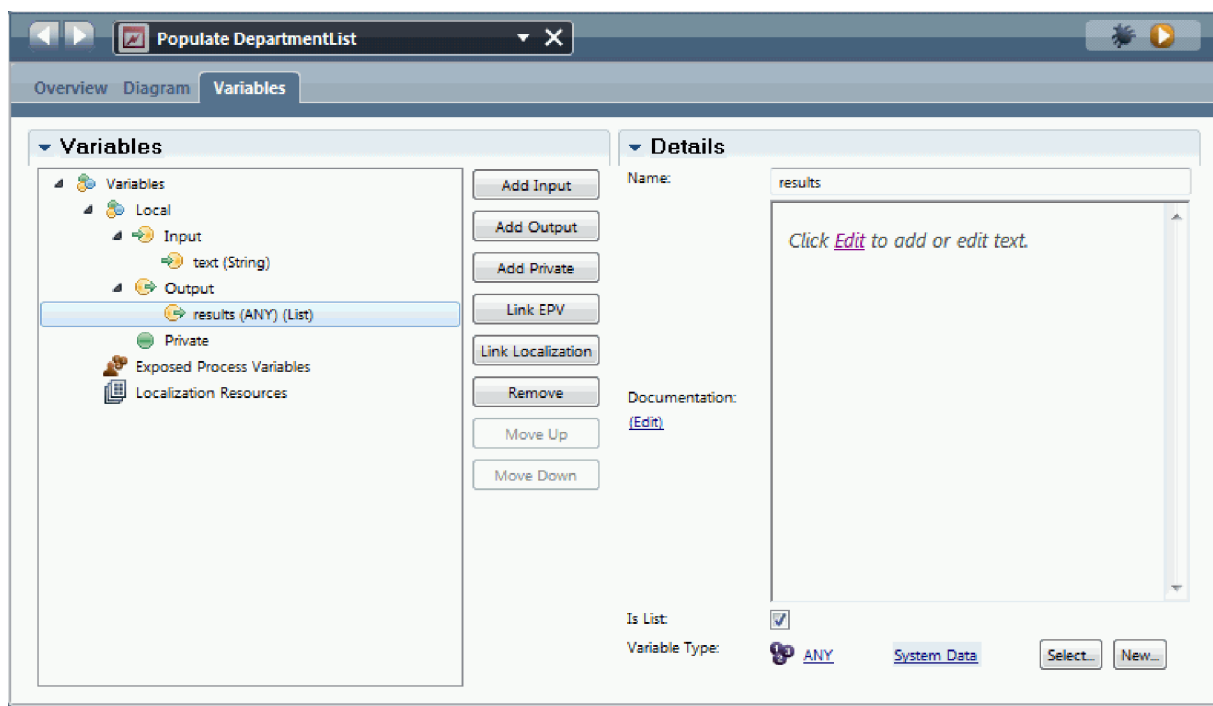 Populate DepartmentList
Overview Diagram Variables
Variables
Variables
Local
Input
text (String)
Output
results (ANY) (List)
Private
Exposed Process Variables
Localization Resources
Add Input
Add Output
Add Private
Link EPV
Link Localization
Remove
Move Up
Move Down
Details
Name: results
Click Edit to add or edit text.
Documentation:
(Edit)
Is List:
Variable Type: ANY System Data Select... New...